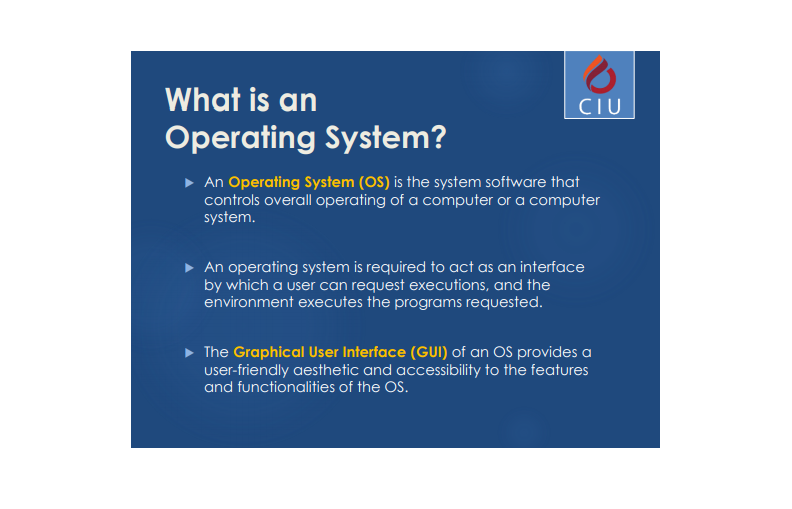 CIU
What is an
Operating System?
An Operating System (OS) is the system software that
controls overall operating of a computer or a computer
system.
An operating system is required to act as an interface
by which a user can request executions, and the
environment executes the programs requested.
The Graphical User Interface (GUI) of an OS provides a
user-friendly aesthetic and accessibility to the features
and functionalities of the OS.